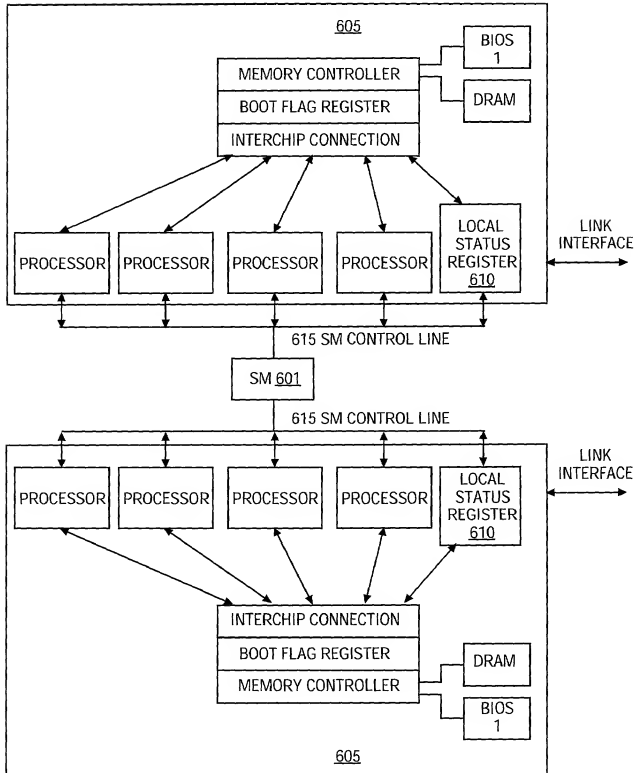 605
BIOS
1
MEMORY CONTROLLER
DRAM
BOOT FLAG REGISTER
INTERCHIP CONNECTION
PROCESSOR
PROCESSOR
PROCESSOR
PROCESSOR
LOCAL
STATUS
REGISTER
610
LINK
INTERFACE
615 SM CONTROL LINE
SM 601
615 SM CONTROL LINE
PROCESSOR
PROCESSOR
PROCESSOR
PROCESSOR
LOCAL
STATUS
REGISTER
610
LINK
INTERFACE
INTERCHIP CONNECTION
BOOT FLAG REGISTER
DRAM
MEMORY CONTROLLER
BIOS
1
605